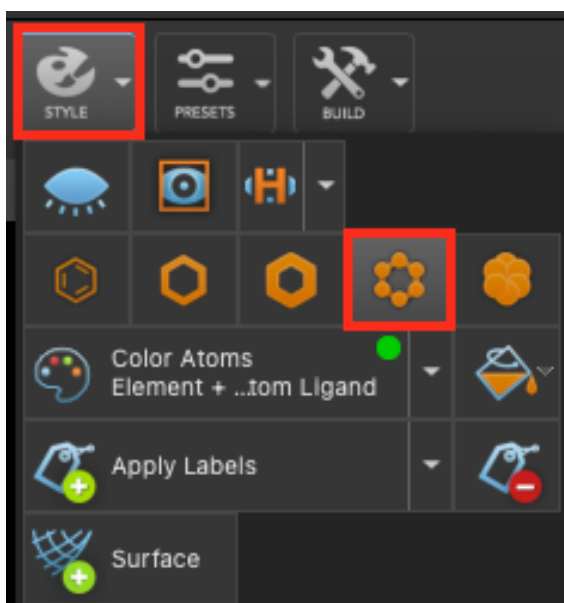 STYLE
PRESETS
BUILD
H
Color Atoms
Element + ...tom Ligand
Apply Labels
Surface